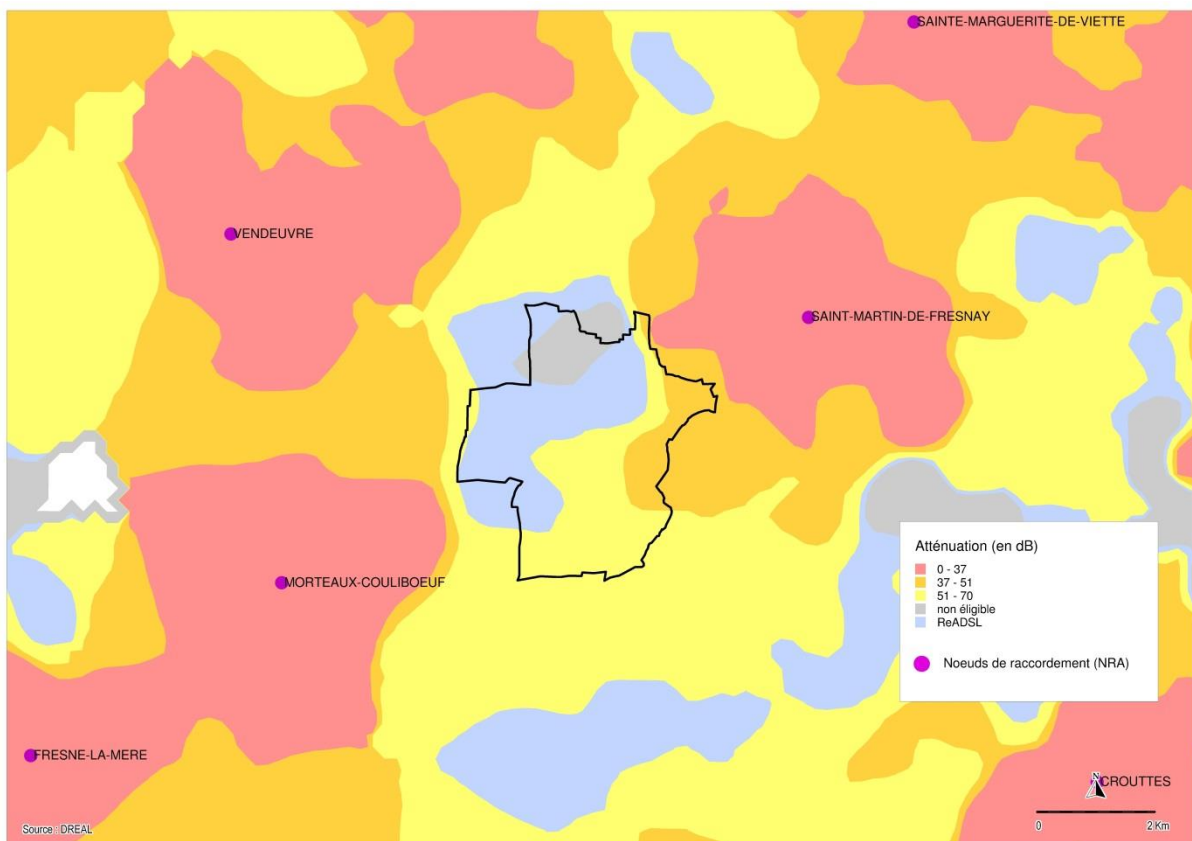 SAINTE-MARGUERITE-DE-VIETTE
VENDEUVRE
SAINT-MARTIN-DE-FRESNAY
MORTEAUX-COULIBOEUF
FRESNE-LA-MERE
Atténuation (en dB)
0 - 37
37 - 51
51 - 70
non éligible
ReADSL
Noeuds de raccordement (NRA)
N
CROUTTES
0 2 Km
Source : DREAL